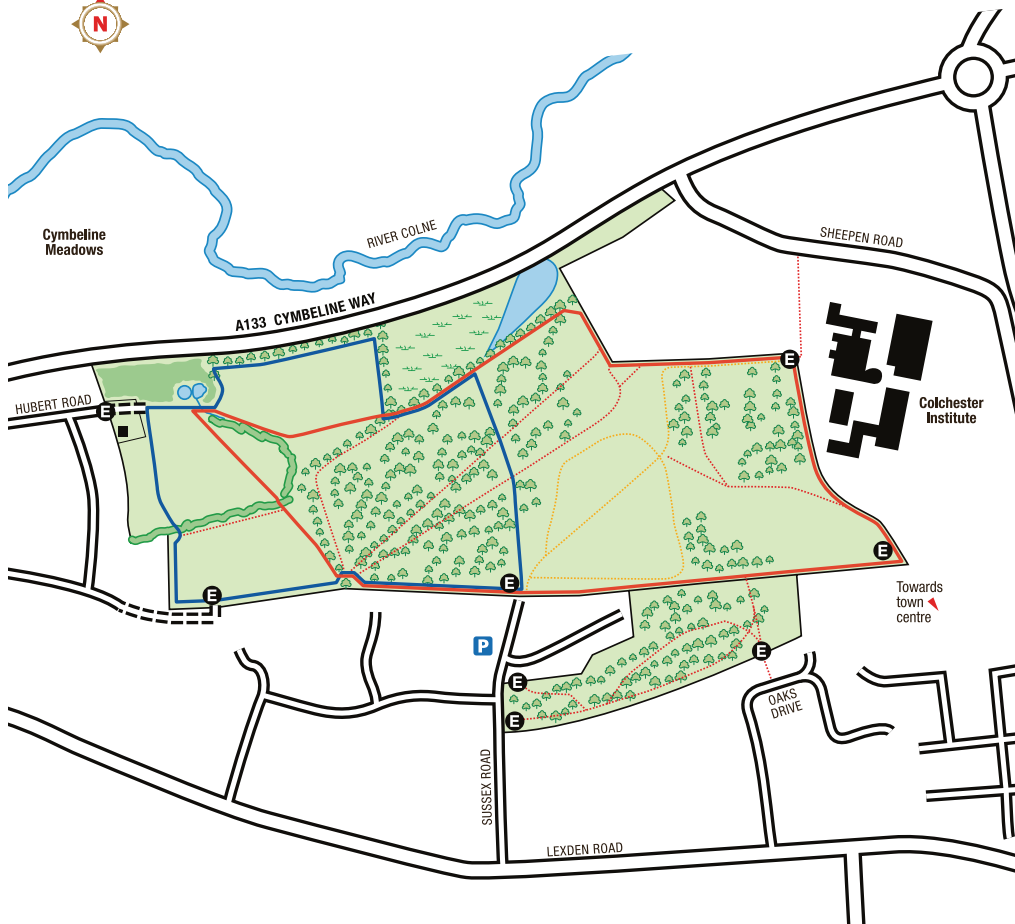 N
Cymbeline
Meadows
RIVER COLNE
SHEEPEN ROAD
A133 CYMBELINE WAY
HUBERT ROAD
E
E
Colchester
Institute
E
E
E
Towards
town
centre
P
E
E
E
OAKS
DRIVE
SUSSEX ROAD
LEXDEN ROAD